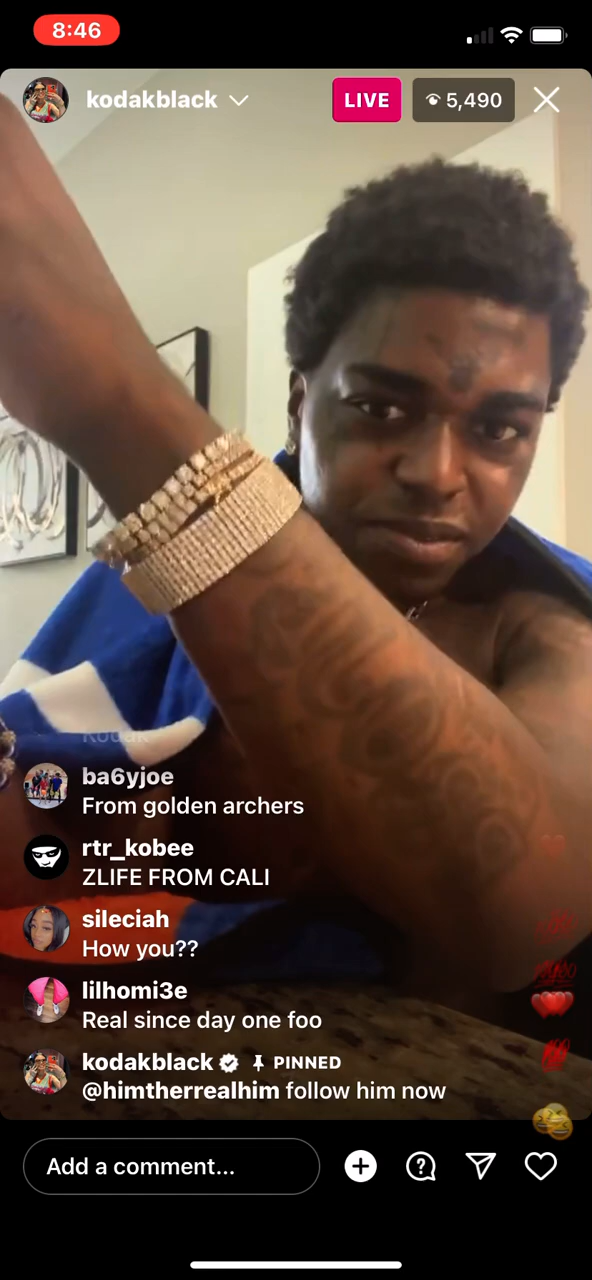 8:46
kodakblack
LIVE
5,490
Kodak
ba6yjoe
From golden archers
rtr_kobee
ZLIFE FROM CALI
sileciah
How you??
lilhomi3e
Real since day one foo
kodakblack PINNED
@himtherrealhim follow him now
Add a comment...